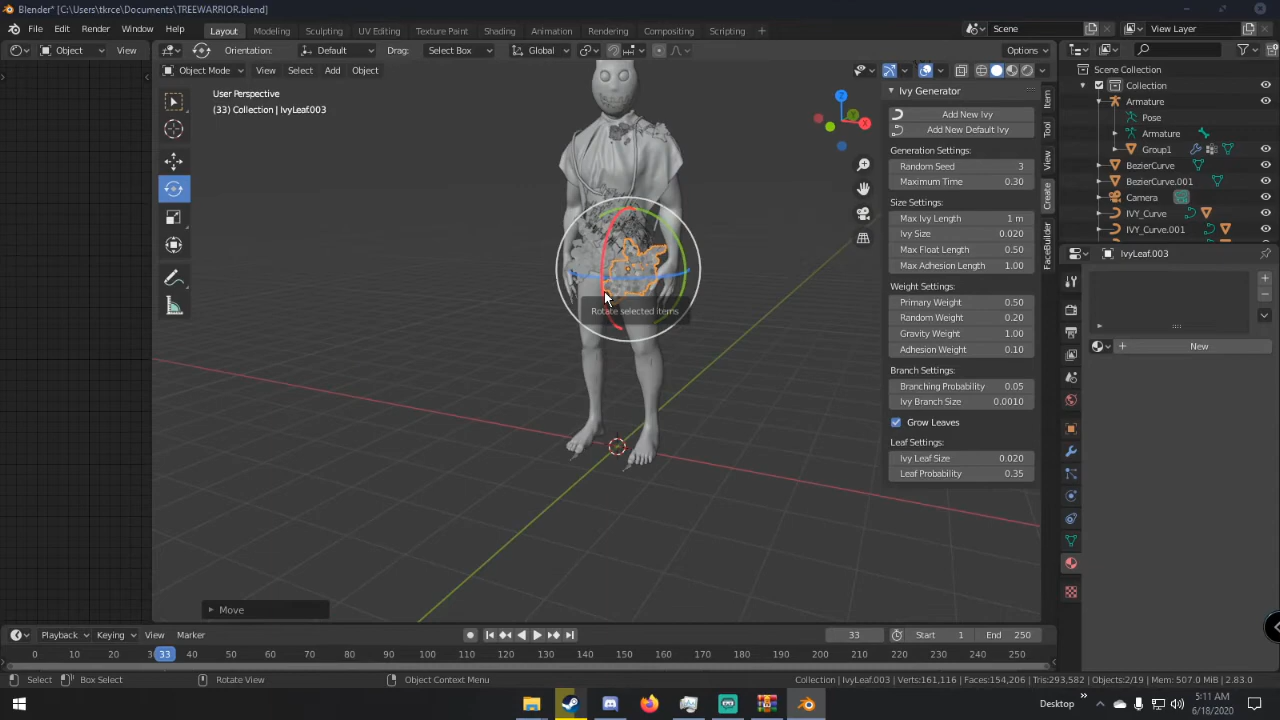 Blender* [C:\Users\tkrce\Documents\TREEWARRIOR.blend]
File Edit Render Window Help Layout Modeling Sculpting UV Editing Texture Paint Shading Animation Rendering Compositing Scripting + Scene View Layer
Object View Orientation: Default Drag: Select Box Global Options
Object Mode View Select Add Object
User Perspective
(33) Collection | IvyLeaf.003
X
Y
Z
Ivy Generator
Add New Ivy
Add New Default Ivy
Generation Settings:
Random Seed 3
Maximum Time 0.30
Size Settings:
Max Ivy Length 1 m
Ivy Size 0.020
Max Float Length 0.50
Max Adhesion Length 1.00
Weight Settings:
Primary Weight 0.50
Random Weight 0.20
Gravity Weight 1.00
Adhesion Weight 0.10
Branch Settings:
Branching Probability 0.05
Ivy Branch Size 0.0010
Grow Leaves
Leaf Settings:
Ivy Leaf Size 0.020
Leaf Probability 0.35
Item
Tool
View
Create
FaceBuilder
Scene Collection
Collection
Armature
Pose
Armature
Group1
BezierCurve
BezierCurve.001
Camera
IVY_Curve
IVY_Curve.001
IvyLeaf.003
New
Rotate selected items
Move
Playback Keying View Marker 33 Start 1 End 250
0 10 20 33 40 50 60 70 80 90 100 110 120 130 140 150 160 170 180 190 200 210 220 230 240 250
Select Box Select Rotate View Object Context Menu Collection | IvyLeaf.003 | Verts:161,116 | Faces:154,206 | Tris:293,582 | Objects:2/19 | Mem: 507.0 MiB | 2.83.0
Desktop
5:11 AM
6/18/2020